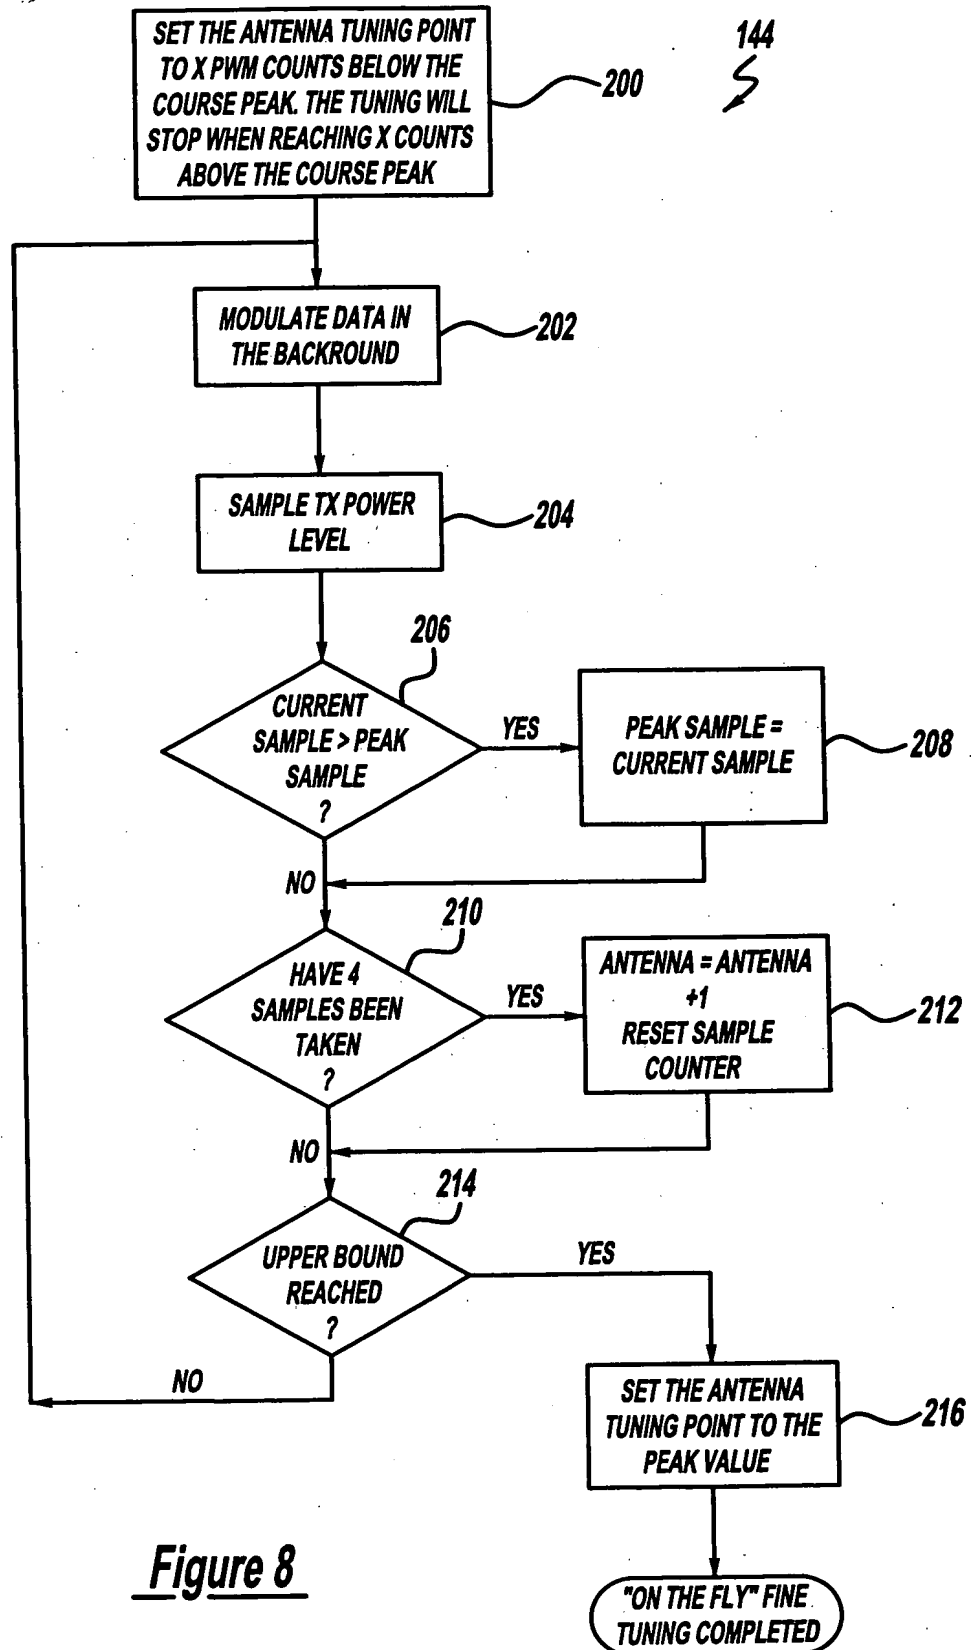 SET THE ANTENNA TUNING POINT
TO X PWM COUNTS BELOW THE
COURSE PEAK. THE TUNING WILL
STOP WHEN REACHING X COUNTS
ABOVE THE COURSE PEAK
200
144
MODULATE DATA IN
THE BACKROUND
202
SAMPLE TX POWER
LEVEL
204
206
CURRENT
SAMPLE > PEAK
SAMPLE
?
YES
PEAK SAMPLE =
CURRENT SAMPLE
208
NO
210
HAVE 4
SAMPLES BEEN
TAKEN
?
YES
ANTENNA = ANTENNA
+1
RESET SAMPLE
COUNTER
212
NO
214
UPPER BOUND
REACHED
?
YES
NO
SET THE ANTENNA
TUNING POINT TO THE
PEAK VALUE
216
"ON THE FLY" FINE
TUNING COMPLETED
Figure 8